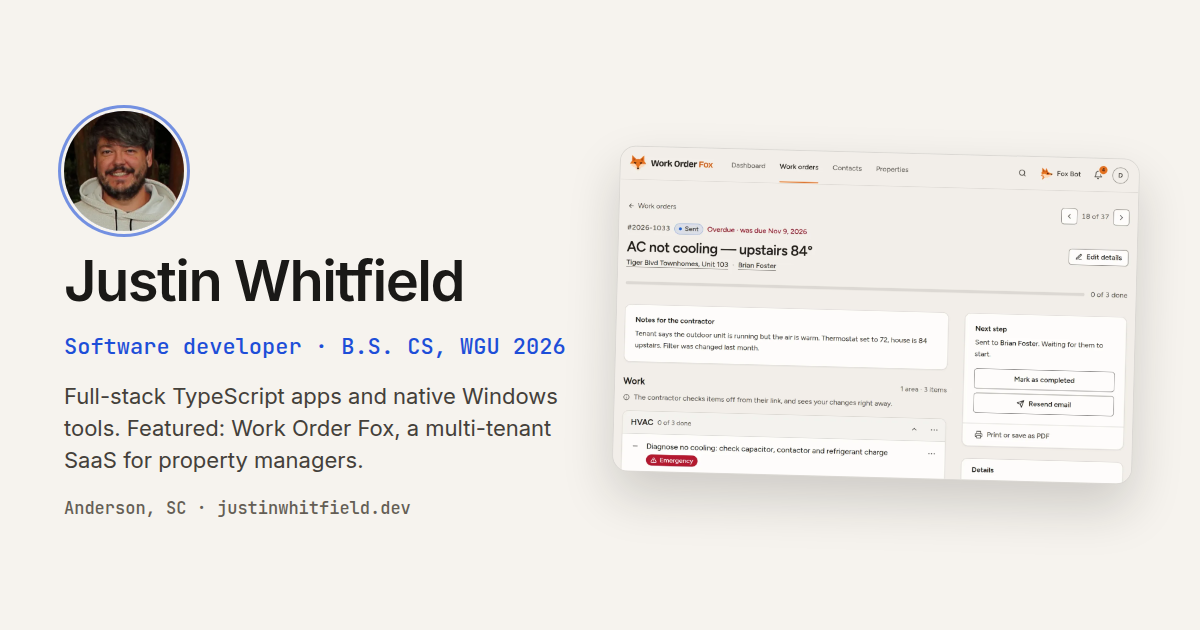 Justin Whitfield
Software developer · B.S. CS, WGU 2026
Full-stack TypeScript apps and native Windows
tools. Featured: Work Order Fox, a multi-tenant
SaaS for property managers.
Anderson, SC · justinwhitfield.dev
Work Order Fox
Dashboard
Work orders
Contacts
Properties
Fox Bot
D
← Work orders
18 of 37
#2026-1033
Sent
Overdue · was due Nov 9, 2026
AC not cooling — upstairs 84°
Edit details
Tiger Blvd Townhomes, Unit 103 · Brian Foster
0 of 3 done
Notes for the contractor
Tenant says the outdoor unit is running but the air is warm. Thermostat set to 72, house is 84
upstairs. Filter was changed last month.
Work
1 area · 3 items
The contractor checks items off from their link, and sees your changes right away.
HVAC 0 of 3 done
Diagnose no cooling: check capacitor, contactor and refrigerant charge
Emergency
Next step
Sent to Brian Foster. Waiting for them to
start.
Mark as completed
Resend email
Print or save as PDF
Details